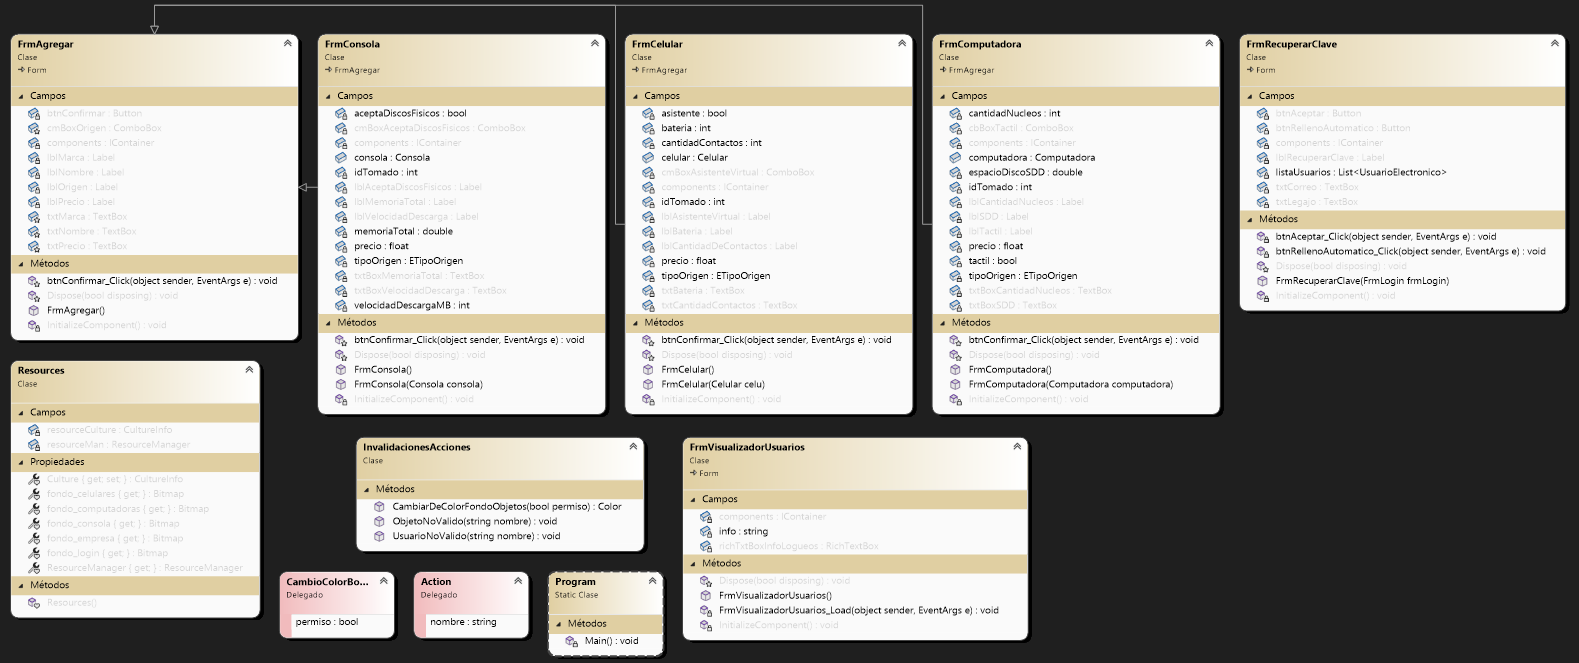 FrmAgregar
Clase
Form
Campos
btnConfirmar : Button
cmBoxOrigen : ComboBox
components : IContainer
lblMarca : Label
lblNombre : Label
lblOrigen : Label
lblPrecio : Label
txtMarca : TextBox
txtNombre : TextBox
txtPrecio : TextBox
Métodos
btnConfirmar_Click(object sender, EventArgs e) : void
Dispose(bool disposing) : void
FrmAgregar()
InitializeComponent() : void
FrmConsola
Clase
FrmAgregar
Campos
aceptaDiscosFisicos : bool
cmBoxAceptaDiscosFisicos : ComboBox
components : IContainer
consola : Consola
idTomado : int
lblAceptaDiscosFisicos : Label
lblMemoriaTotal : Label
lblVelocidadDescarga : Label
memoriaTotal : double
precio : float
tipoOrigen : ETipoOrigen
txtBoxMemoriaTotal : TextBox
txtBoxVelocidadDescarga : TextBox
velocidadDescargaMB : int
Métodos
btnConfirmar_Click(object sender, EventArgs e) : void
Dispose(bool disposing) : void
FrmConsola()
FrmConsola(Consola consola)
InitializeComponent() : void
FrmCelular
Clase
FrmAgregar
Campos
asistente : bool
bateria : int
cantidadContactos : int
celular : Celular
cmBoxAsistenteVirtual : ComboBox
components : IContainer
idTomado : int
lblAsistenteVirtual : Label
lblBateria : Label
lblCantidadDeContactos : Label
precio : float
tipoOrigen : ETipoOrigen
txtBateria : TextBox
txtCantidadContactos : TextBox
Métodos
btnConfirmar_Click(object sender, EventArgs e) : void
Dispose(bool disposing) : void
FrmCelular()
FrmCelular(Celular celu)
InitializeComponent() : void
FrmComputadora
Clase
FrmAgregar
Campos
cantidadNucleos : int
cbBoxTactil : ComboBox
components : IContainer
computadora : Computadora
espacioDiscoSDD : double
idTomado : int
lblCantidadNucleos : Label
lblSDD : Label
lblTactil : Label
precio : float
tactil : bool
tipoOrigen : ETipoOrigen
txtBoxCantidadNucleos : TextBox
txtBoxSDD : TextBox
Métodos
btnConfirmar_Click(object sender, EventArgs e) : void
Dispose(bool disposing) : void
FrmComputadora()
FrmComputadora(Computadora computadora)
InitializeComponent() : void
FrmRecuperarClave
Clase
Form
Campos
btnAceptar : Button
btnRellenoAutomatico : Button
components : IContainer
lblRecuperarClave : Label
listaUsuarios : List<UsuarioElectronico>
txtCorreo : TextBox
txtLegajo : TextBox
Métodos
btnAceptar_Click(object sender, EventArgs e) : void
btnRellenoAutomatico_Click(object sender, EventArgs e) : void
Dispose(bool disposing) : void
FrmRecuperarClave(FrmLogin frmLogin)
InitializeComponent() : void
Resources
Clase
Campos
resourceCulture : CultureInfo
resourceMan : ResourceManager
Propiedades
Culture { get; set; } : CultureInfo
fondo_celulares { get; } : Bitmap
fondo_computadoras { get; } : Bitmap
fondo_consola { get; } : Bitmap
fondo_empresa { get; } : Bitmap
fondo_login { get; } : Bitmap
ResourceManager { get; } : ResourceManager
Métodos
Resources()
InvalidacionesAcciones
Clase
Métodos
CambiarDeColorFondoObjetos(bool permiso) : Color
ObjetoNoValido(string nombre) : void
UsuarioNoValido(string nombre) : void
FrmVisualizadorUsuarios
Clase
Form
Campos
components : IContainer
info : string
richTxtBoxInfoLogueos : RichTextBox
Métodos
Dispose(bool disposing) : void
FrmVisualizadorUsuarios()
FrmVisualizadorUsuarios_Load(object sender, EventArgs e) : void
InitializeComponent() : void
CambioColorBo...
Delegado
permiso : bool
Action
Delegado
nombre : string
Program
Static Clase
Métodos
Main() : void